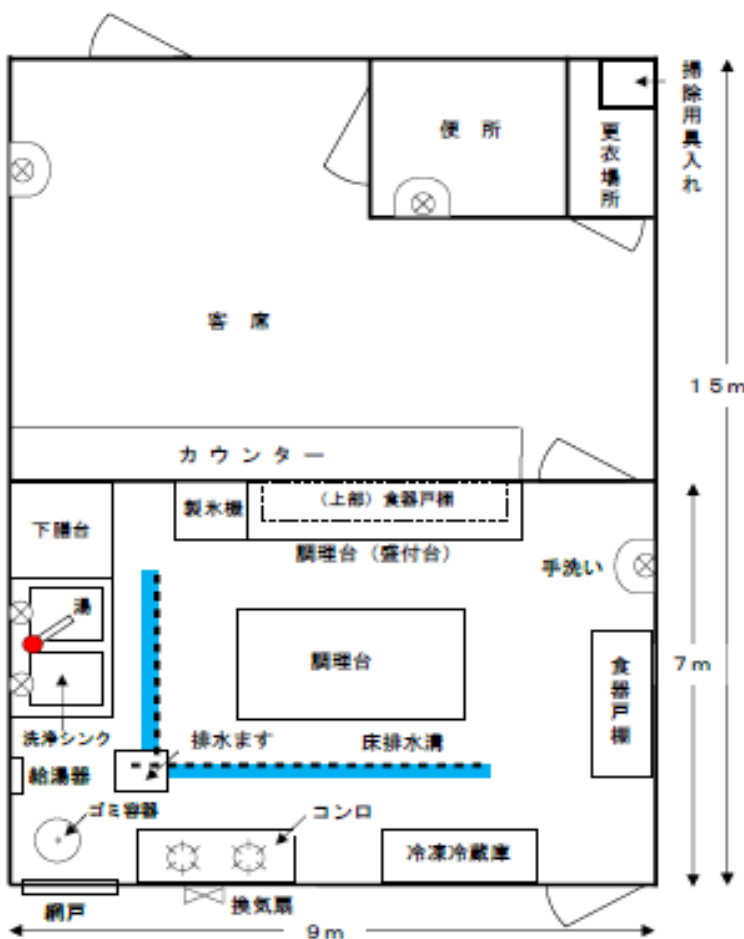 掃除用具入れ
便所
更衣場所
客席
15m
カウンター
製氷機
(上部)食器戸棚
下膳台
調理台(盛付台)
手洗い
湯
調理台
食器戸棚
7m
洗浄シンク
排水ます
床排水溝
給湯器
ゴミ容器
コンロ
冷凍冷蔵庫
網戸
換気扇
9m